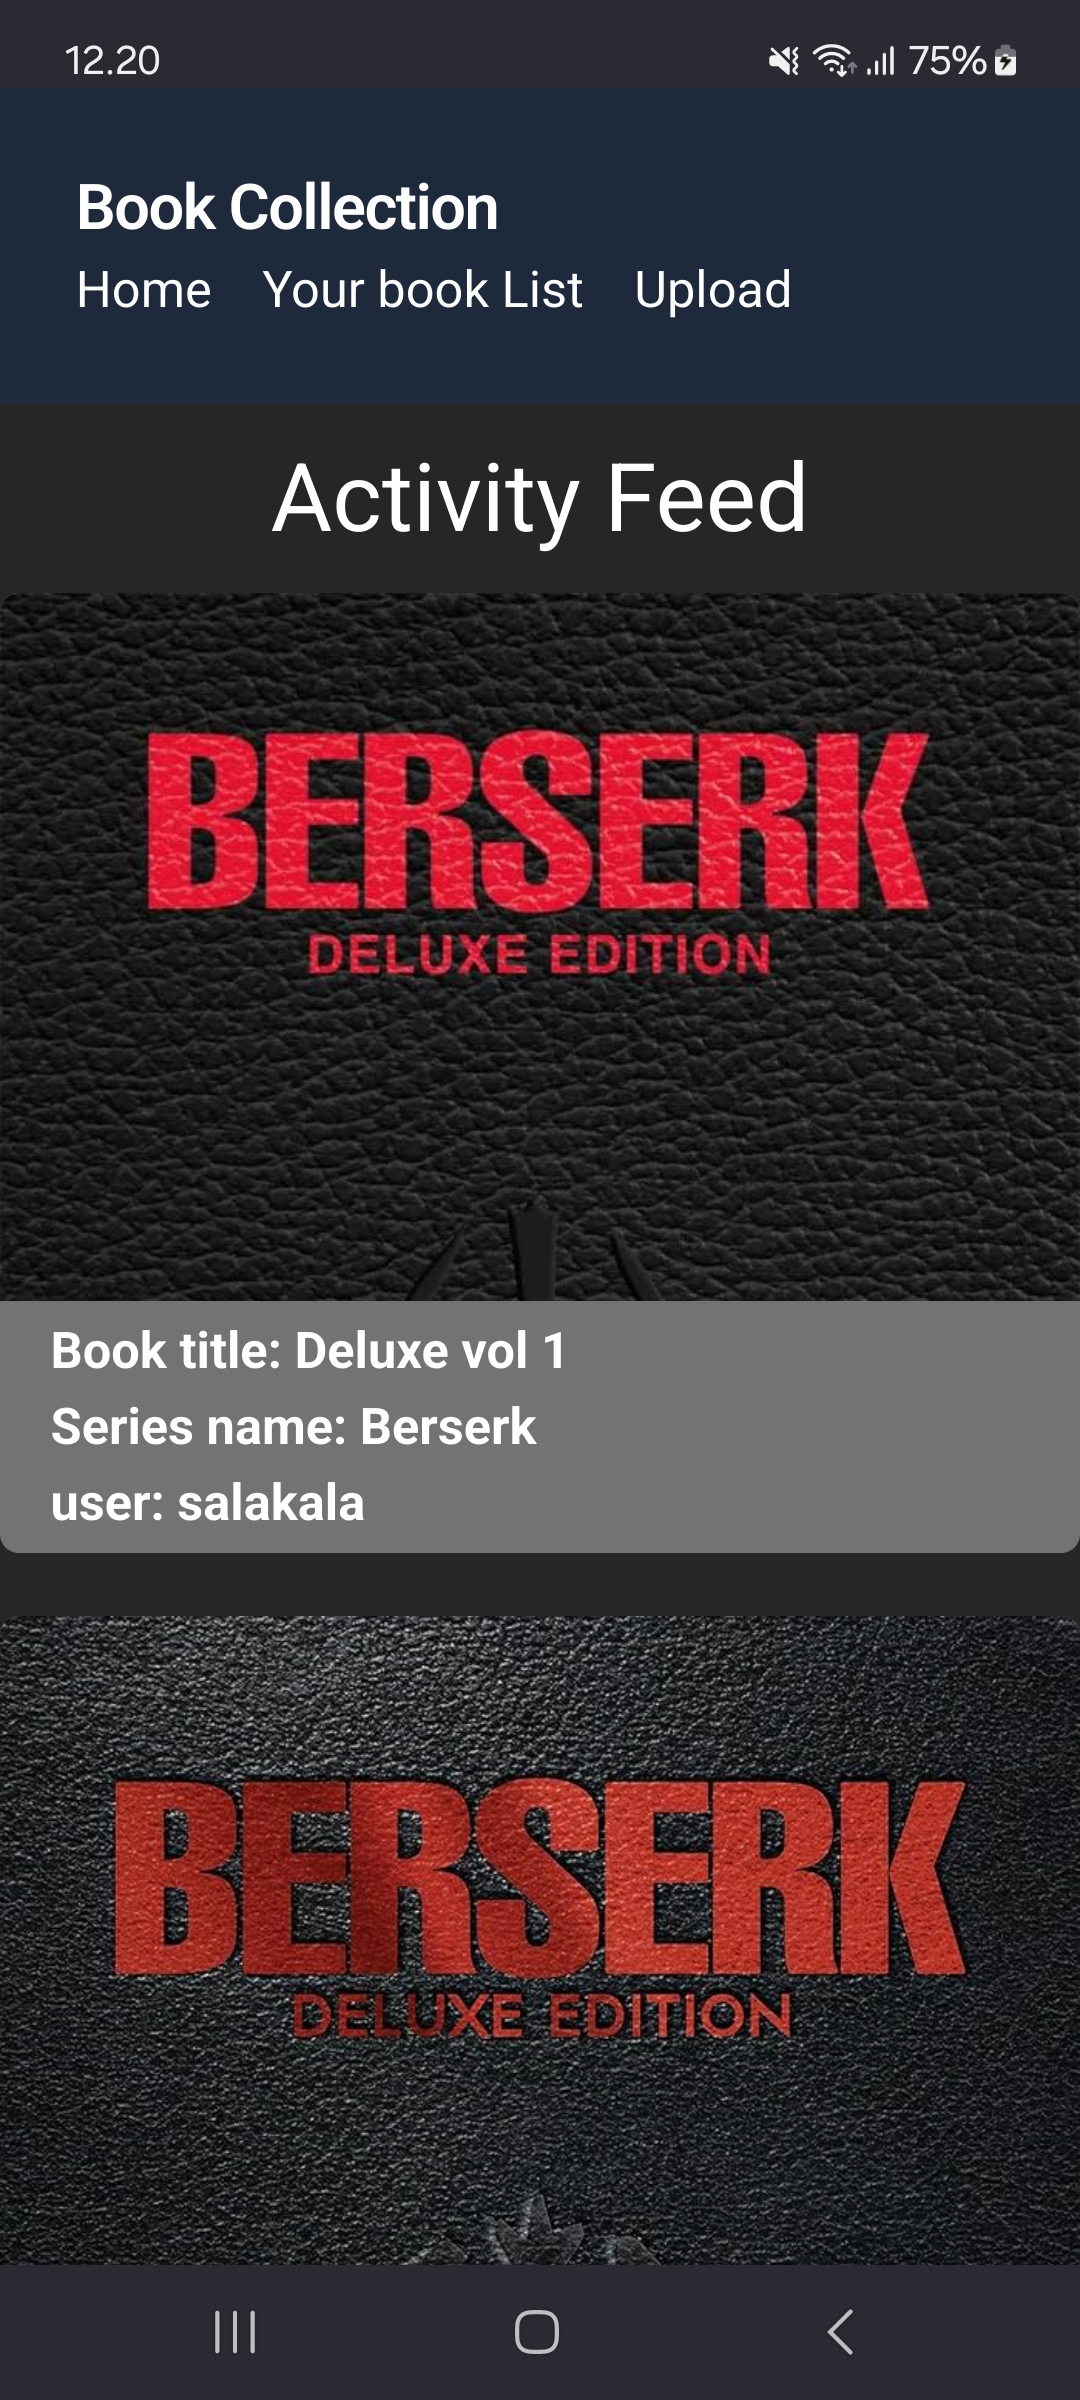 12.20
75%
Book Collection
Home Your book List Upload
Activity Feed
BERSERK
DELUXE EDITION
Book title: Deluxe vol 1
Series name: Berserk
user: salakala
BERSERK
DELUXE EDITION